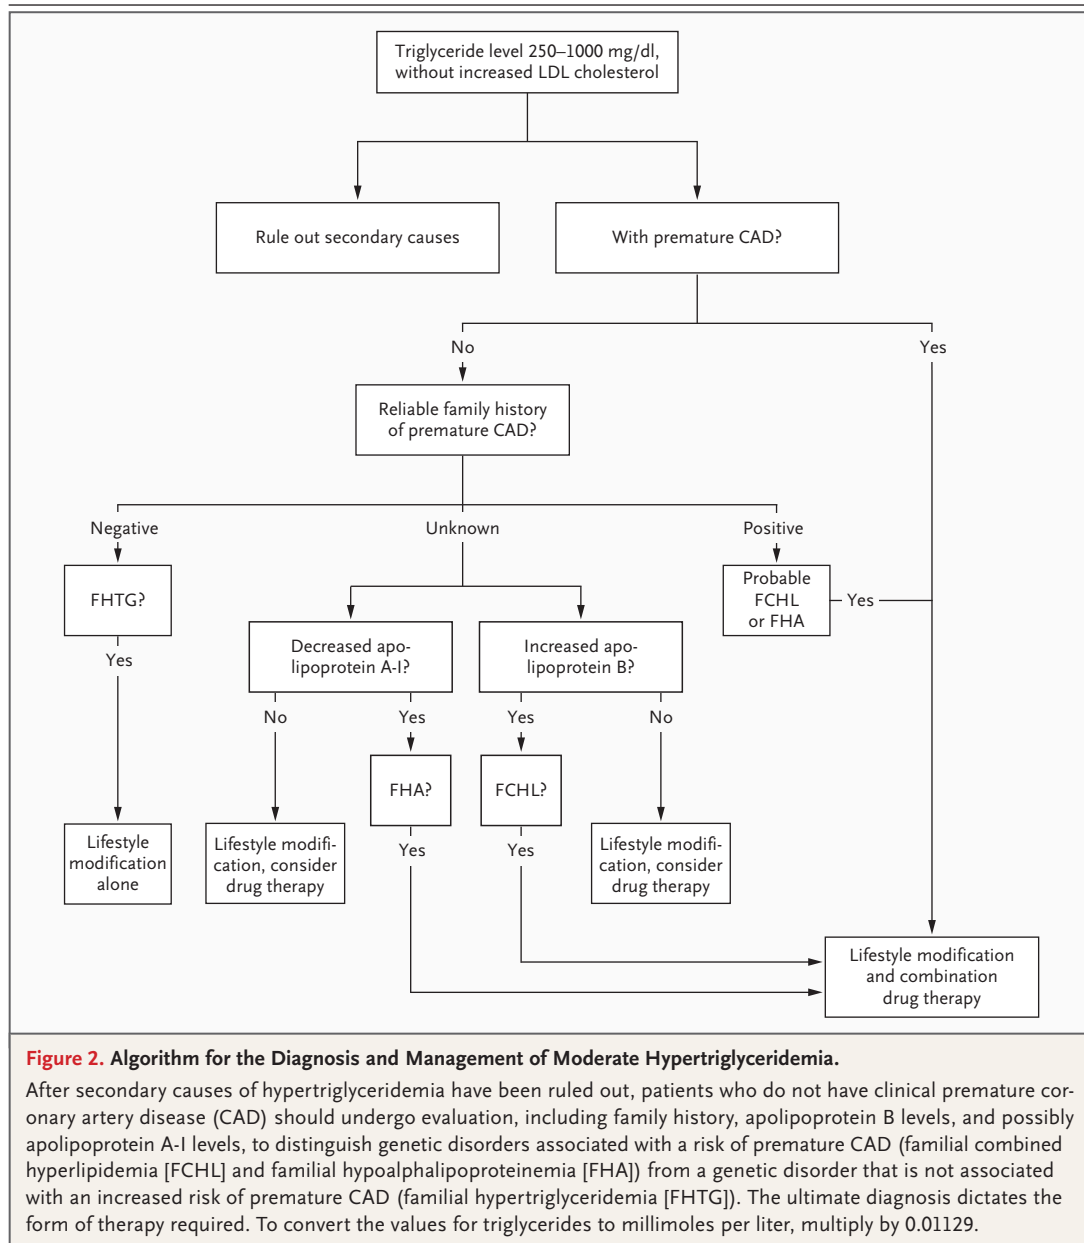 Triglyceride level 250–1000 mg/dl,
without increased LDL cholesterol
Rule out secondary causes
With premature CAD?
No
Yes
Reliable family history
of premature CAD?
Negative
Unknown
Positive
FHTG?
Probable
FCHL
or FHA
Yes
Yes
Decreased apo-
lipoprotein A-I?
Increased apo-
lipoprotein B?
No
Yes
Yes
No
FHA?
FCHL?
Lifestyle
modification
alone
Lifestyle modifi-
cation, consider
drug therapy
Yes
Yes
Lifestyle modifi-
cation, consider
drug therapy
Lifestyle modification
and combination
drug therapy
Figure 2. Algorithm for the Diagnosis and Management of Moderate Hypertriglyceridemia.
After secondary causes of hypertriglyceridemia have been ruled out, patients who do not have clinical premature cor-
onary artery disease (CAD) should undergo evaluation, including family history, apolipoprotein B levels, and possibly
apolipoprotein A-I levels, to distinguish genetic disorders associated with a risk of premature CAD (familial combined
hyperlipidemia [FCHL] and familial hypoalphalipoproteinemia [FHA]) from a genetic disorder that is not associated
with an increased risk of premature CAD (familial hypertriglyceridemia [FHTG]). The ultimate diagnosis dictates the
form of therapy required. To convert the values for triglycerides to millimoles per liter, multiply by 0.01129.